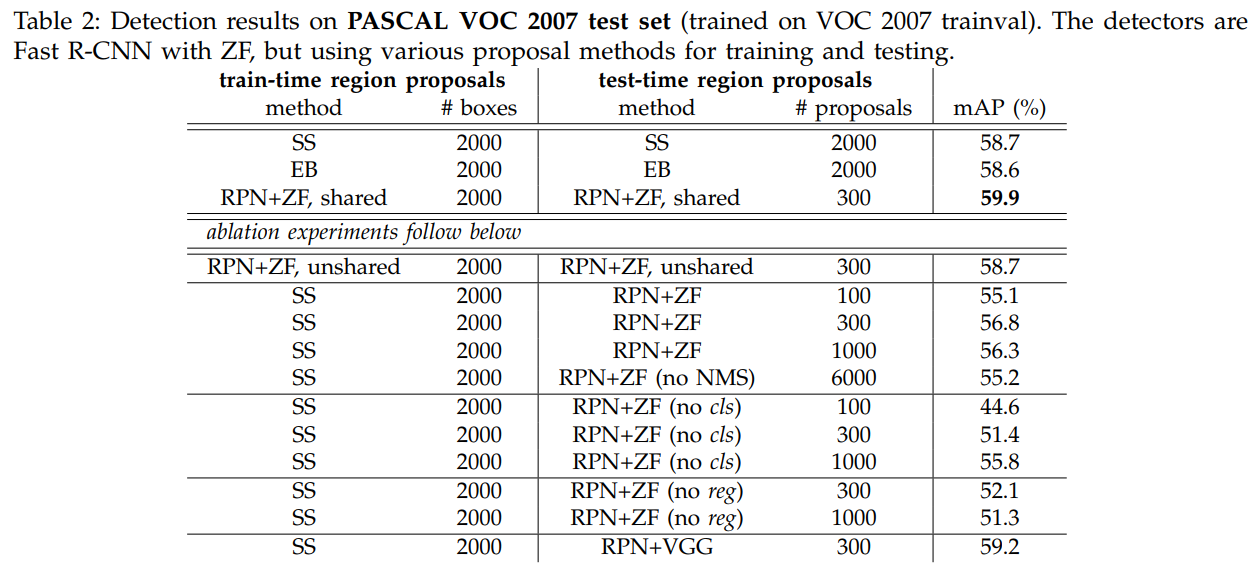 Table 2: Detection results on PASCAL VOC 2007 test set (trained on VOC 2007 trainval). The detectors are
Fast R-CNN with ZF, but using various proposal methods for training and testing.
train-time region proposals test-time region proposals
method # boxes method # proposals mAP (%)
SS 2000 SS 2000 58.7
EB 2000 EB 2000 58.6
RPN+ZF, shared 2000 RPN+ZF, shared 300 59.9
ablation experiments follow below
RPN+ZF, unshared 2000 RPN+ZF, unshared 300 58.7
SS 2000 RPN+ZF 100 55.1
SS 2000 RPN+ZF 300 56.8
SS 2000 RPN+ZF 1000 56.3
SS 2000 RPN+ZF (no NMS) 6000 55.2
SS 2000 RPN+ZF (no cls) 100 44.6
SS 2000 RPN+ZF (no cls) 300 51.4
SS 2000 RPN+ZF (no cls) 1000 55.8
SS 2000 RPN+ZF (no reg) 300 52.1
SS 2000 RPN+ZF (no reg) 1000 51.3
SS 2000 RPN+VGG 300 59.2